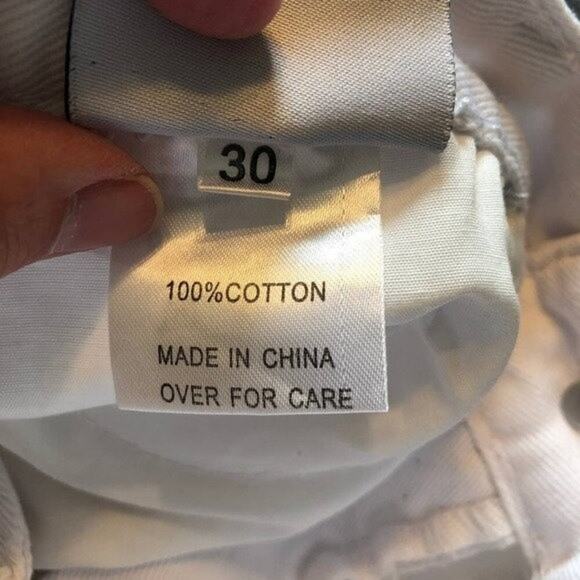 30
100%COTTON
MADE IN CHINA
OVER FOR CARE